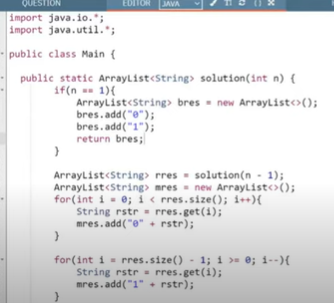 QUESTION EDITOR JAVA
import java.io.*;
import java.util.*;
public class Main {
public static ArrayList<String> solution(int n) {
if(n == 1){
ArrayList<String> bres = new ArrayList<>();
bres.add("0");
bres.add("1");
return bres;
}
ArrayList<String> rres = solution(n - 1);
ArrayList<String> mres = new ArrayList<>();
for(int i = 0; i < rres.size(); i++){
String rstr = rres.get(i);
mres.add("0" + rstr);
}
for(int i = rres.size() - 1; i >= 0; i--){
String rstr = rres.get(i);
mres.add("1" + rstr);
}